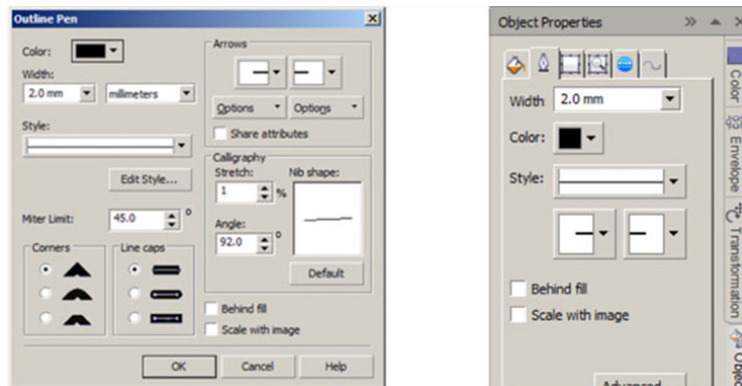 Outline Pen
Color:
Width:
2.0 mm
millimeters
Style:
Edit Style...
Miter Limit:
45.0
°
Corners
Line caps
Arrows
Options
Options
Share attributes
Calligraphy
Stretch:
Nib shape:
1
%
Angle:
92.0
°
Default
Behind fill
Scale with image
OK
Cancel
Help
Object Properties
Width
2.0 mm
Color:
Style:
Behind fill
Scale with image
Advanced...
Color
Envelope
Transformation